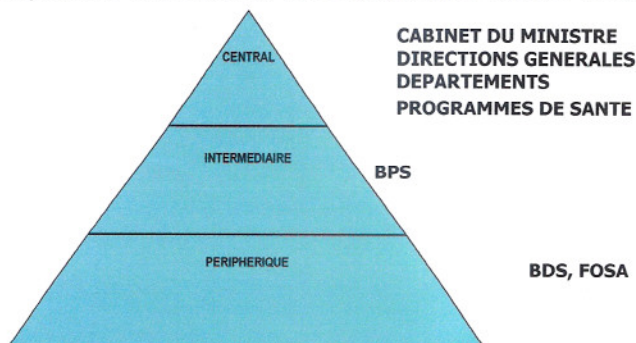 CENTRAL
CABINET DU MINISTRE
DIRECTIONS GENERALES
DEPARTEMENTS
PROGRAMMES DE SANTE
INTERMEDIAIRE
BPS
PERIPHERIQUE
BDS, FOSA